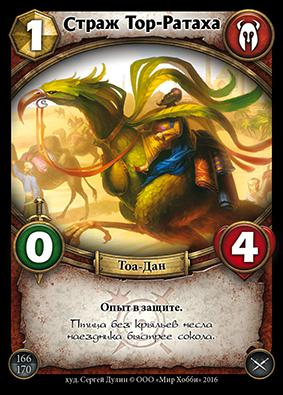 1
Страж Тор-Ратаха
0
4
Тоа-Дан
Опыт в защите.
Птица без крыльев несла
наездника быстрее сокола.
166
170
худ. Сергей Дулин © ООО «Мир Хобби» 2016